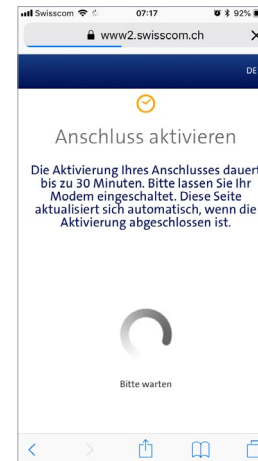 Swisscom 07:17 92%
www2.swisscom.ch
DE
Anschluss aktivieren
Die Aktivierung Ihres Anschlusses dauert
bis zu 30 Minuten. Bitte lassen Sie Ihr
Modem eingeschaltet. Diese Seite
aktualisiert sich automatisch, wenn die
Aktivierung abgeschlossen ist.
Bitte warten